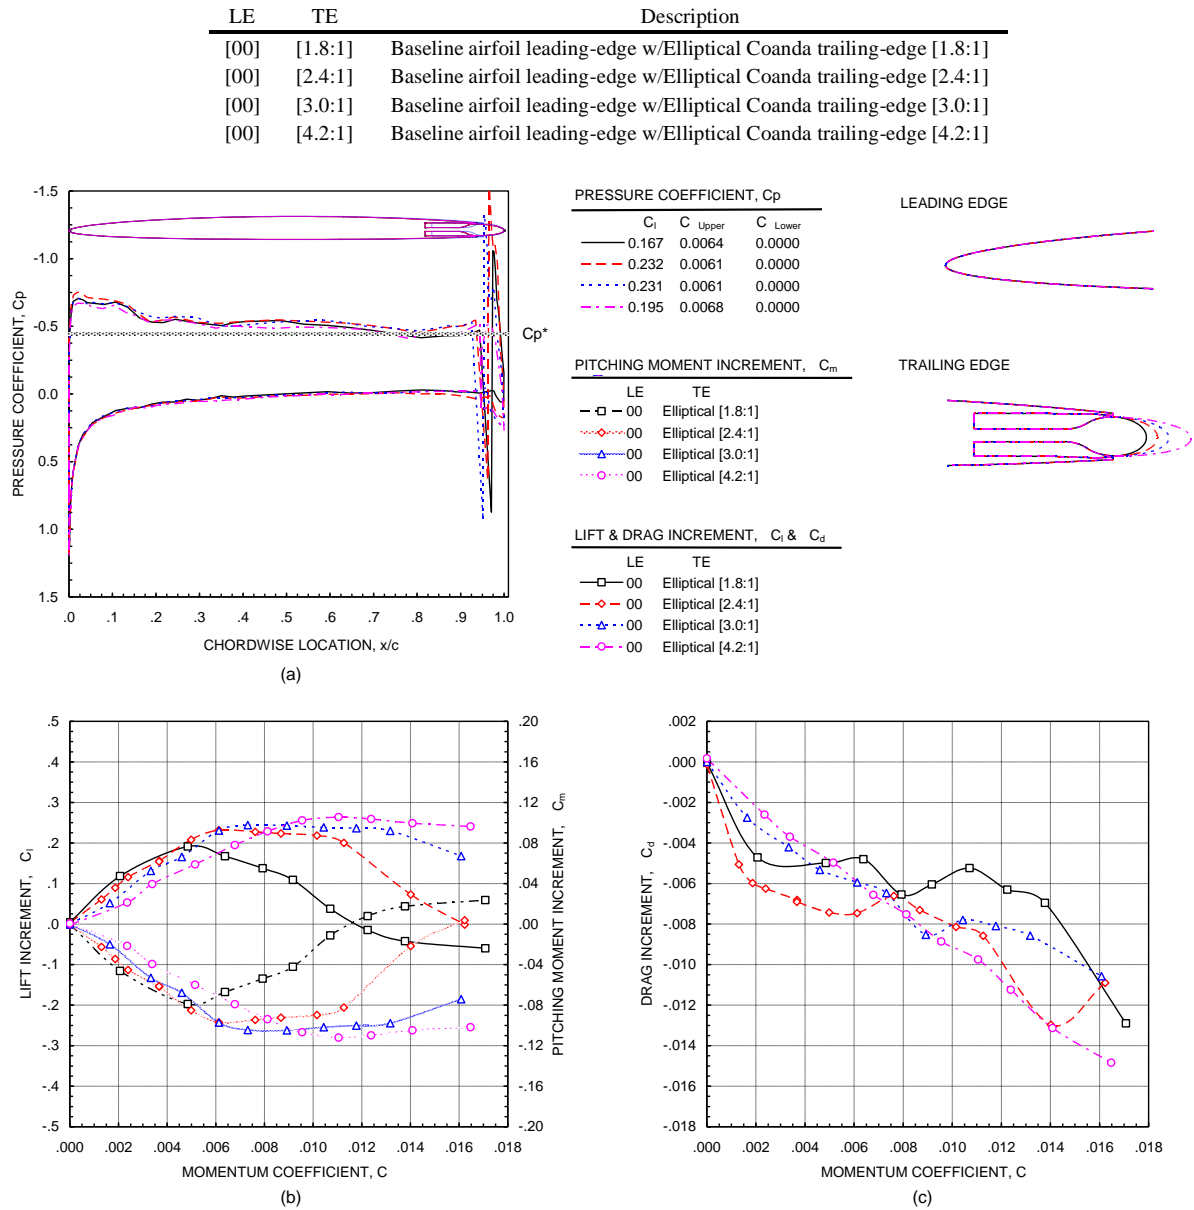 LE TE Description
[00] [1.8:1] Baseline airfoil leading-edge w/Elliptical Coanda trailing-edge [1.8:1]
[00] [2.4:1] Baseline airfoil leading-edge w/Elliptical Coanda trailing-edge [2.4:1]
[00] [3.0:1] Baseline airfoil leading-edge w/Elliptical Coanda trailing-edge [3.0:1]
[00] [4.2:1] Baseline airfoil leading-edge w/Elliptical Coanda trailing-edge [4.2:1]
-1.5
-1.0
-0.5
0.0
0.5
1.0
1.5
PRESSURE COEFFICIENT, Cp
Cp*
.0 .1 .2 .3 .4 .5 .6 .7 .8 .9 1.0
CHORDWISE LOCATION, x/c
(a)
PRESSURE COEFFICIENT, Cp
Cl C Upper C Lower
0.167 0.0064 0.0000
0.232 0.0061 0.0000
0.231 0.0061 0.0000
0.195 0.0068 0.0000
PITCHING MOMENT INCREMENT, Cm
LE TE
00 Elliptical [1.8:1]
00 Elliptical [2.4:1]
00 Elliptical [3.0:1]
00 Elliptical [4.2:1]
LIFT & DRAG INCREMENT, Cl & Cd
LE TE
00 Elliptical [1.8:1]
00 Elliptical [2.4:1]
00 Elliptical [3.0:1]
00 Elliptical [4.2:1]
LEADING EDGE
TRAILING EDGE
.5
.4
.3
.2
.1
.0
-.1
-.2
-.3
-.4
-.5
LIFT INCREMENT, Cl
.20
.16
.12
.08
.04
.00
-.04
-.08
-.12
-.16
-.20
PITCHING MOMENT INCREMENT, Cm
.000 .002 .004 .006 .008 .010 .012 .014 .016 .018
MOMENTUM COEFFICIENT, C
(b)
.002
.000
-.002
-.004
-.006
-.008
-.010
-.012
-.014
-.016
-.018
DRAG INCREMENT, Cd
.000 .002 .004 .006 .008 .010 .012 .014 .016 .018
MOMENTUM COEFFICIENT, C
(c)